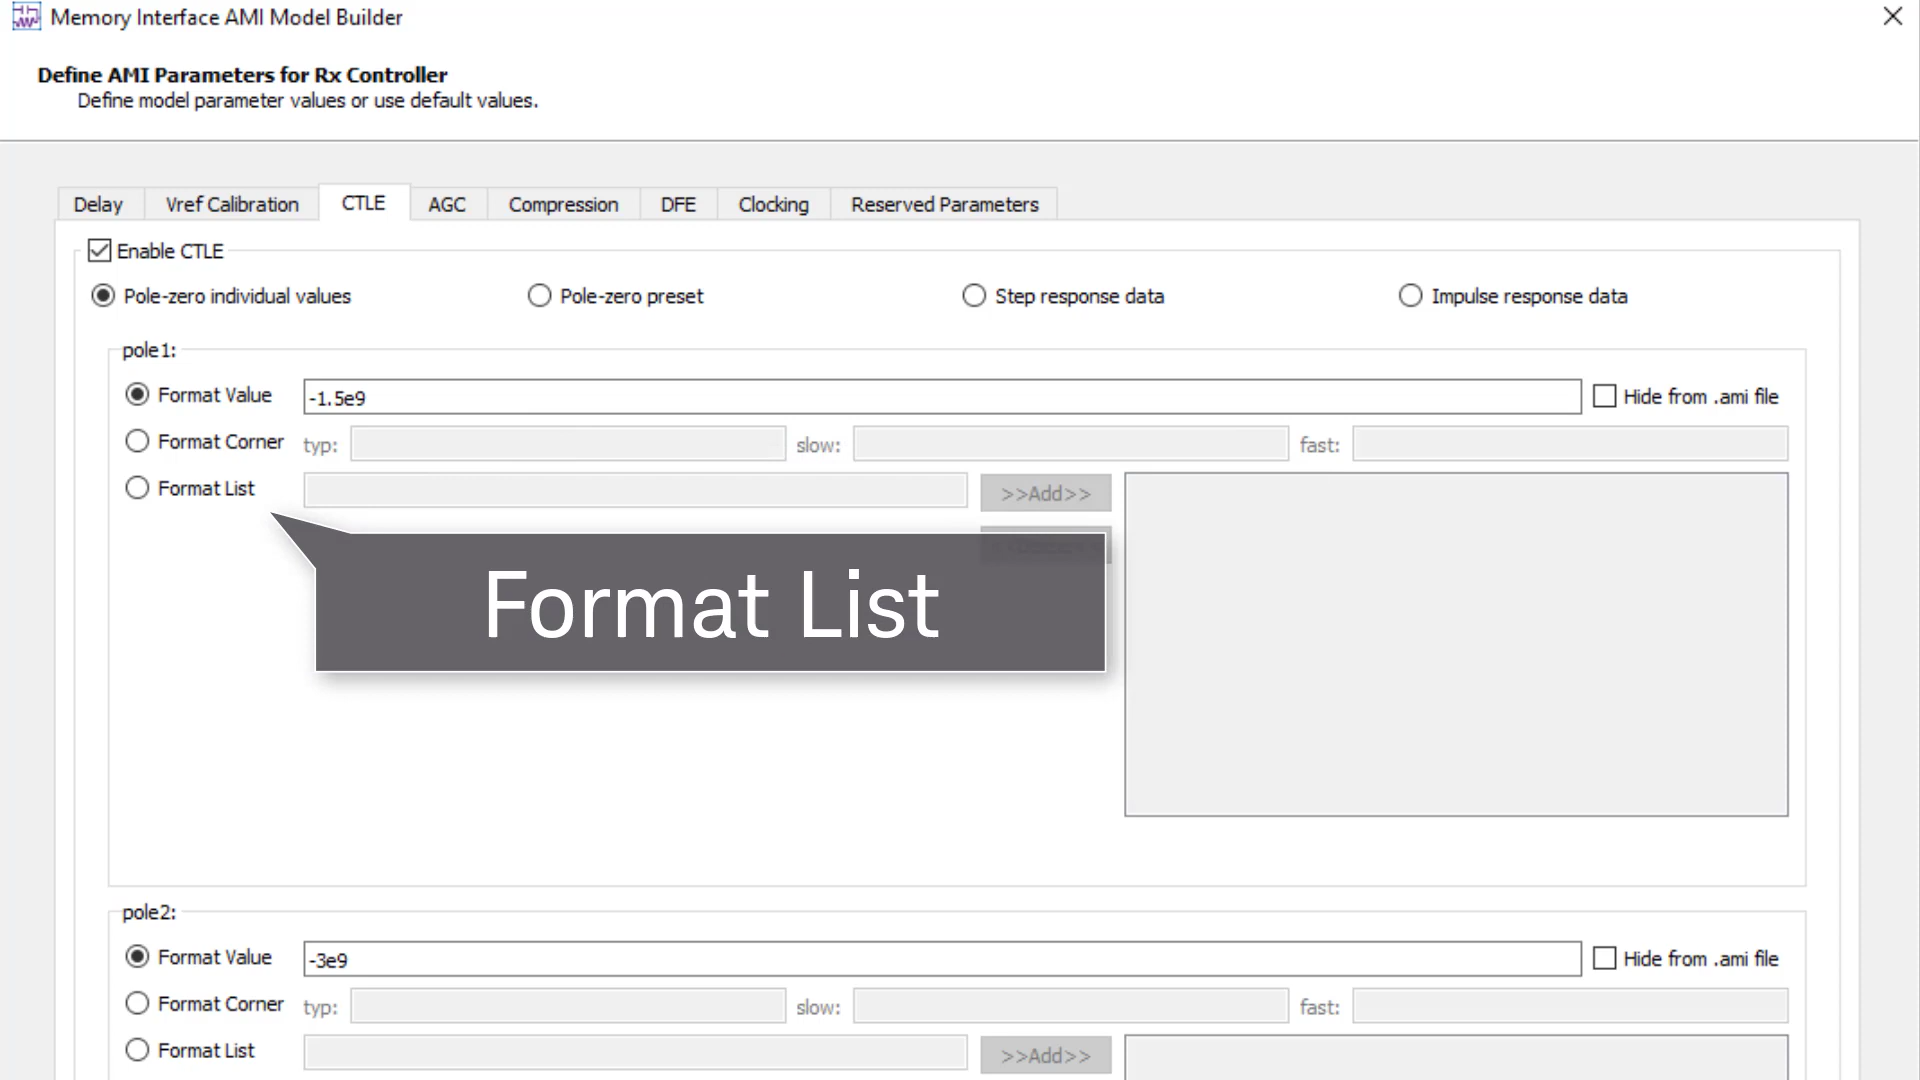 Memory Interface AMI Model Builder
Define AMI Parameters for Rx Controller
Define model parameter values or use default values.
Delay Vref Calibration CTLE AGC Compression DFE Clocking Reserved Parameters
Enable CTLE
Pole-zero individual values Pole-zero preset Step response data Impulse response data
pole1:
Format Value -1.5e9 Hide from .ami file
Format Corner typ: slow: fast:
Format List >>Add>>
Format List
pole2:
Format Value -3e9 Hide from .ami file
Format Corner typ: slow: fast:
Format List >>Add>>